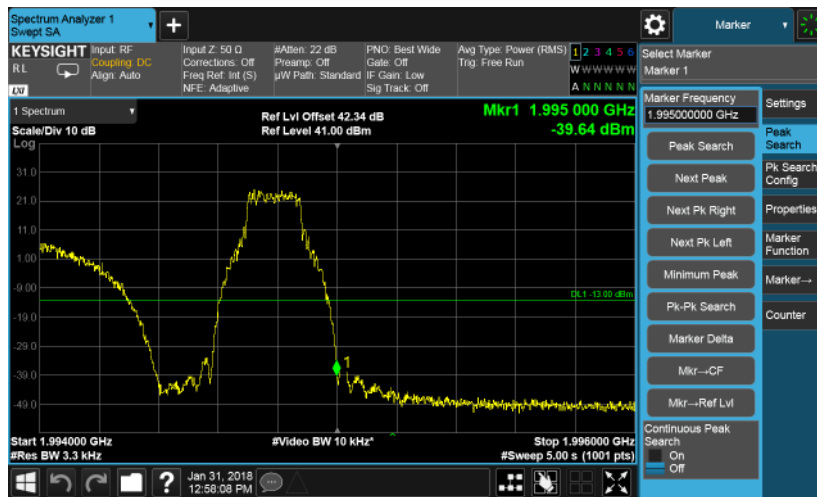 Spectrum Analyzer 1
Swept SA
Marker
KEYSIGHT
RL
LXI
Input: RF
Coupling: DC
Align: Auto
Input Z: 50 Ω
Corrections: Off
Freq Ref: Int (S)
NFE: Adaptive
#Atten: 22 dB
Preamp: Off
µW Path: Standard
PNO: Best Wide
Gate: Off
IF Gain: Low
Sig Track: Off
Avg Type: Power (RMS)
Trig: Free Run
1 2 3 4 5 6
W W W W W W
A N N N N N
Select Marker
Marker 1
1 Spectrum
Scale/Div 10 dB
Log
Ref Lvl Offset 42.34 dB
Ref Level 41.00 dBm
Mkr1 1.995 000 GHz
-39.64 dBm
31.0
21.0
11.0
1.00
-9.00
-19.0
-29.0
-39.0
-49.0
DL1 -13.00 dBm
1
Start 1.994000 GHz
#Res BW 3.3 kHz
#Video BW 10 kHz*
Stop 1.996000 GHz
#Sweep 5.00 s (1001 pts)
Marker Frequency
1.995000000 GHz
Peak Search
Next Peak
Next Pk Right
Next Pk Left
Minimum Peak
Pk-Pk Search
Marker Delta
Mkr→CF
Mkr→Ref Lvl
Continuous Peak
Search
On
Off
Settings
Peak
Search
Pk Search
Config
Properties
Marker
Function
Marker→
Counter
?
Jan 31, 2018
12:58:08 PM